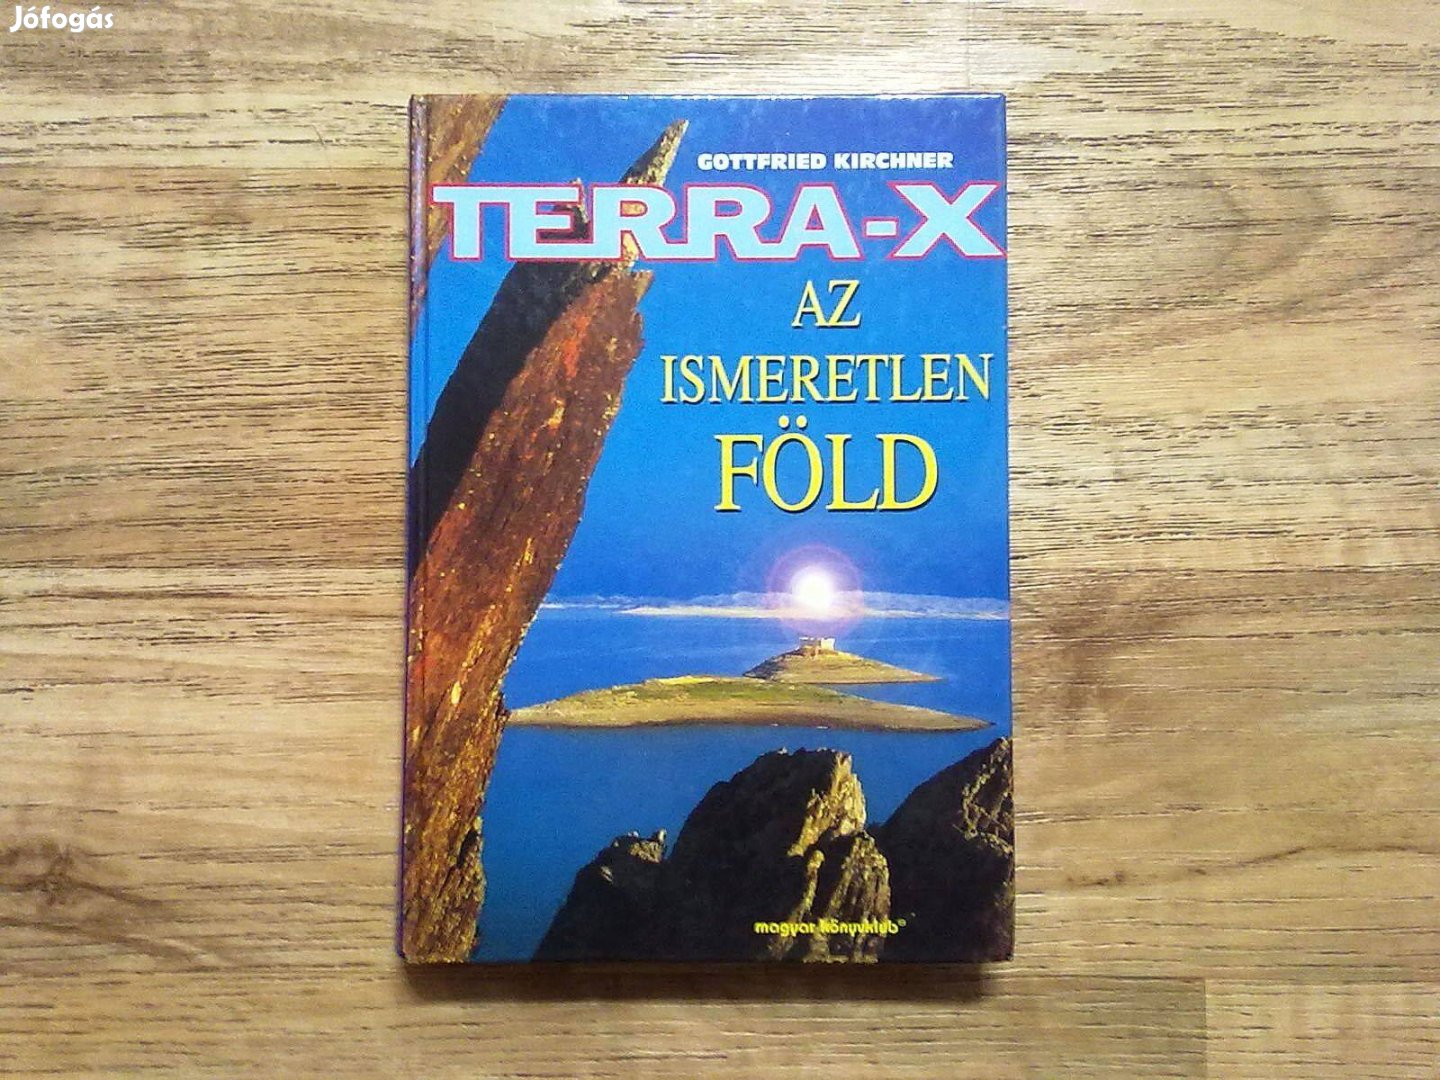 Jófogás
GOTTFRIED KIRCHNER
TERRA-X
AZ
ISMERETLEN
FÖLD
magyar könyvklub®